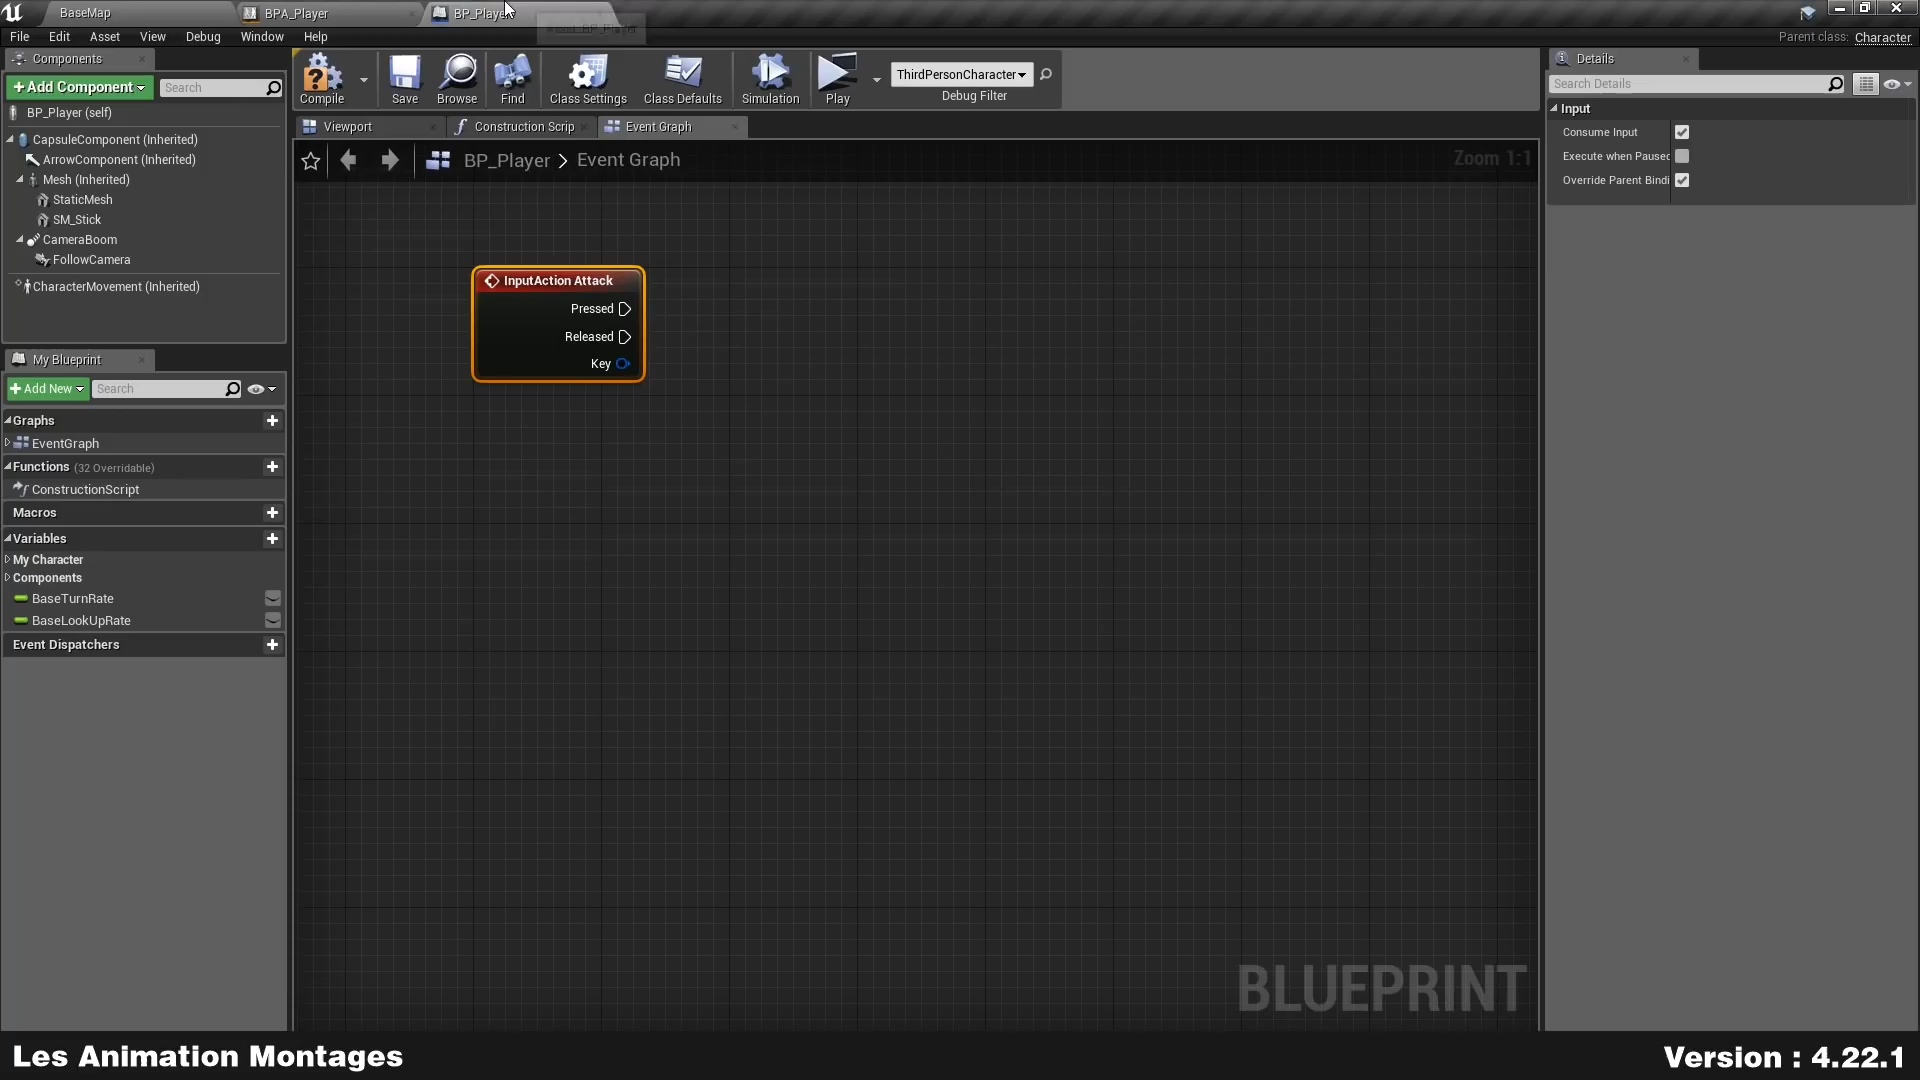 BaseMap
BPA_Player
BP_Player
File Edit Asset View Debug Window Help
Parent class: Character
Components
+ Add Component
Search
BP_Player (self)
CapsuleComponent (Inherited)
ArrowComponent (Inherited)
Mesh (Inherited)
StaticMesh
SM_Stick
CameraBoom
FollowCamera
CharacterMovement (Inherited)
My Blueprint
+ Add New
Search
Graphs
EventGraph
Functions (32 Overridable)
ConstructionScript
Macros
Variables
My Character
Components
BaseTurnRate
BaseLookUpRate
Event Dispatchers
Compile
Save
Browse
Find
Class Settings
Class Defaults
Simulation
Play
ThirdPersonCharacter
Debug Filter
Viewport
Construction Scrip
Event Graph
BP_Player > Event Graph
Zoom 1:1
InputAction Attack
Pressed
Released
Key
BLUEPRINT
Details
Search Details
Input
Consume Input
Execute when Paused
Override Parent Bindi
Les Animation Montages
Version : 4.22.1